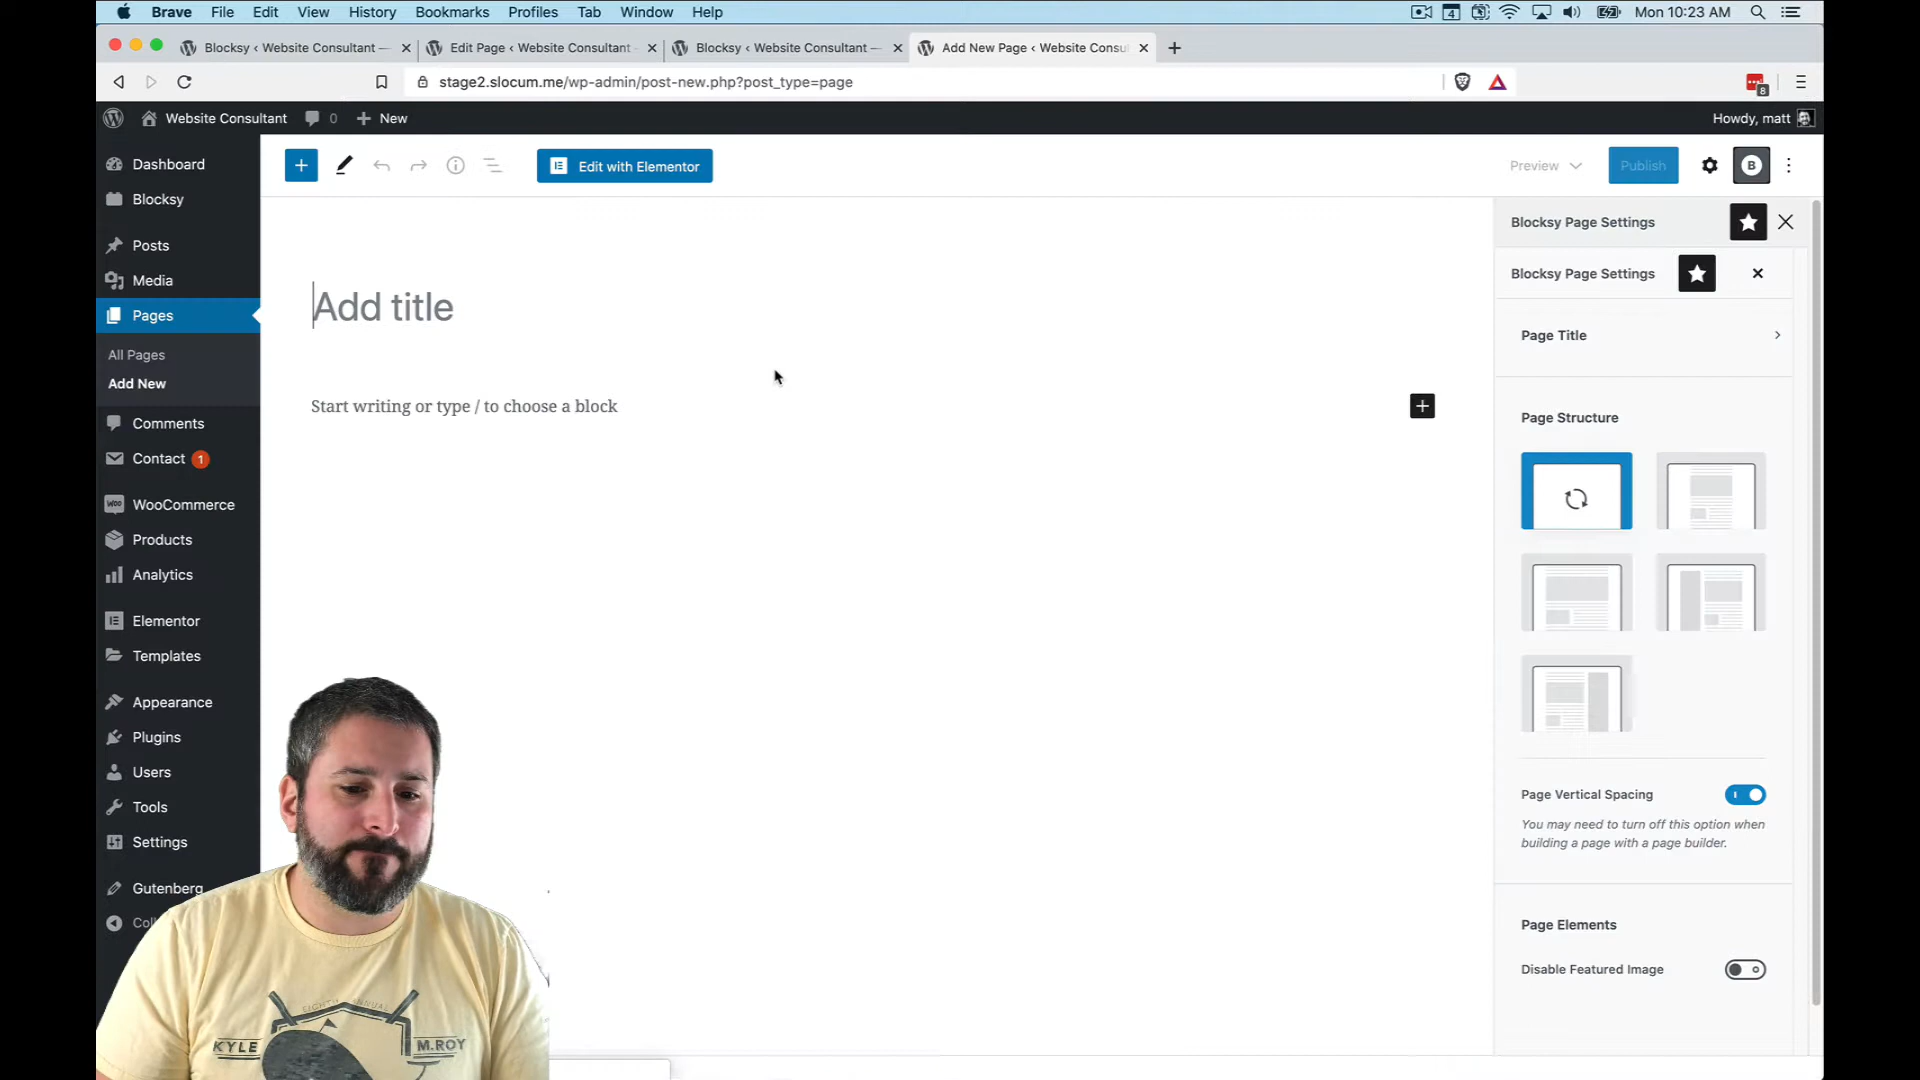 Brave File Edit View History Bookmarks Profiles Tab Window Help
4
Mon 10:23 AM
Blocksy ‹ Website Consultant —
Edit Page ‹ Website Consultant
Blocksy ‹ Website Consultant —
Add New Page ‹ Website Consu
stage2.slocum.me/wp-admin/post-new.php?post_type=page
8
Website Consultant 0 New
Howdy, matt
Dashboard
Blocksy
Posts
Media
Pages
All Pages
Add New
Comments
Contact 1
WooCommerce
Products
Analytics
Elementor
Templates
Appearance
Plugins
Users
Tools
Settings
Gutenberg
Coll
Edit with Elementor
Preview
Publish
B
Add title
Start writing or type / to choose a block
Blocksy Page Settings
Blocksy Page Settings
Page Title
Page Structure
Page Vertical Spacing
You may need to turn off this option when
building a page with a page builder.
Page Elements
Disable Featured Image
EIGHTH ANNUAL
KYLE M.ROY